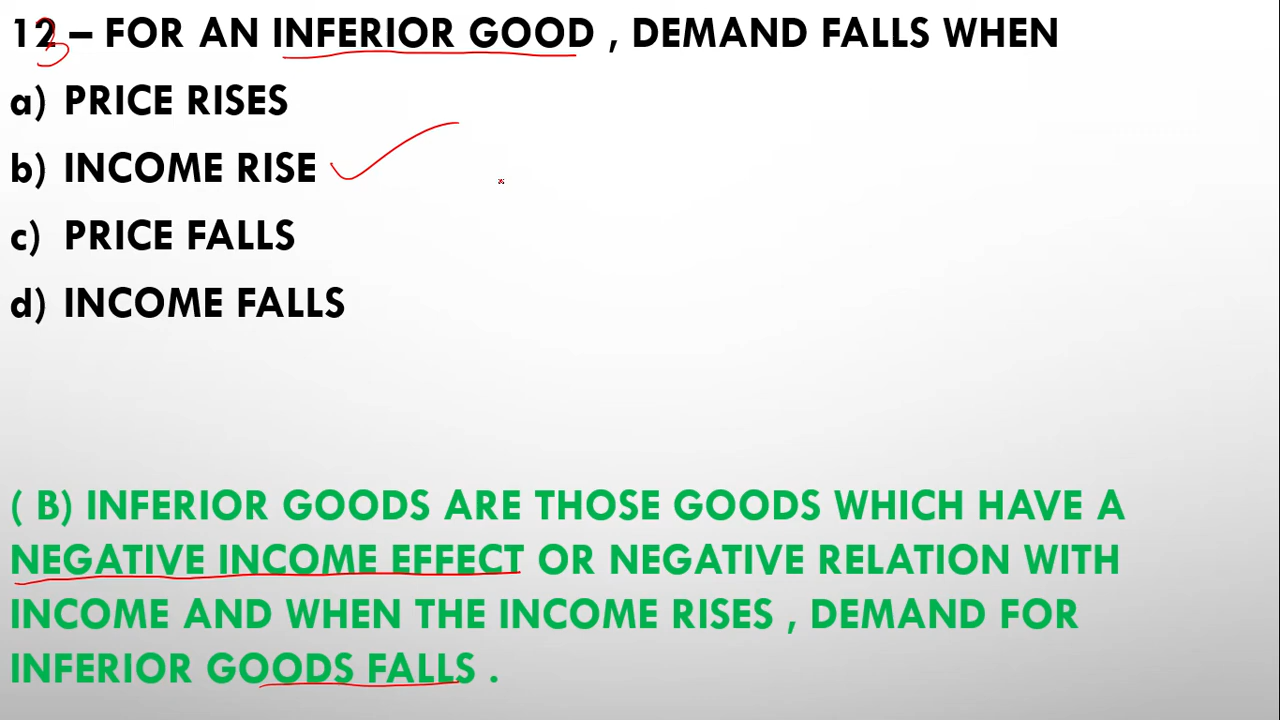 12 – FOR AN INFERIOR GOOD , DEMAND FALLS WHEN
3
a) PRICE RISES
b) INCOME RISE
c) PRICE FALLS
d) INCOME FALLS
( B) INFERIOR GOODS ARE THOSE GOODS WHICH HAVE A
NEGATIVE INCOME EFFECT OR NEGATIVE RELATION WITH
INCOME AND WHEN THE INCOME RISES , DEMAND FOR
INFERIOR GOODS FALLS .